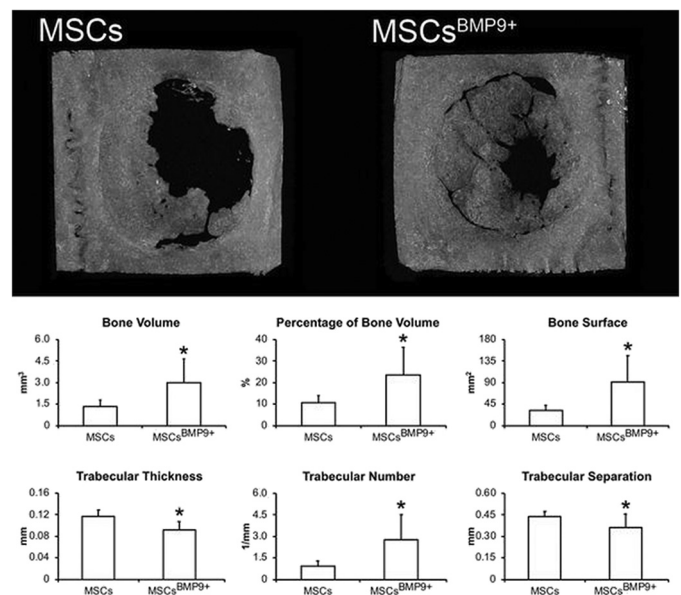 MSCs MSCsBMP9+
Bone Volume Percentage of Bone Volume Bone Surface
6.0 40 180
4.5 30 135
3.0 20 90
1.5 10 45
0 0 0
mm3 % mm2
MSCs MSCsBMP9+ MSCs MSCsBMP9+ MSCs MSCsBMP9+
* * *
Trabecular Thickness Trabecular Number Trabecular Separation
0.16 6.0 0.60
0.12 4.5 0.45
0.08 3.0 0.30
0.04 1.5 0.15
0 0 0
mm 1/mm mm
MSCs MSCsBMP9+ MSCs MSCsBMP9+ MSCs MSCsBMP9+
* * *